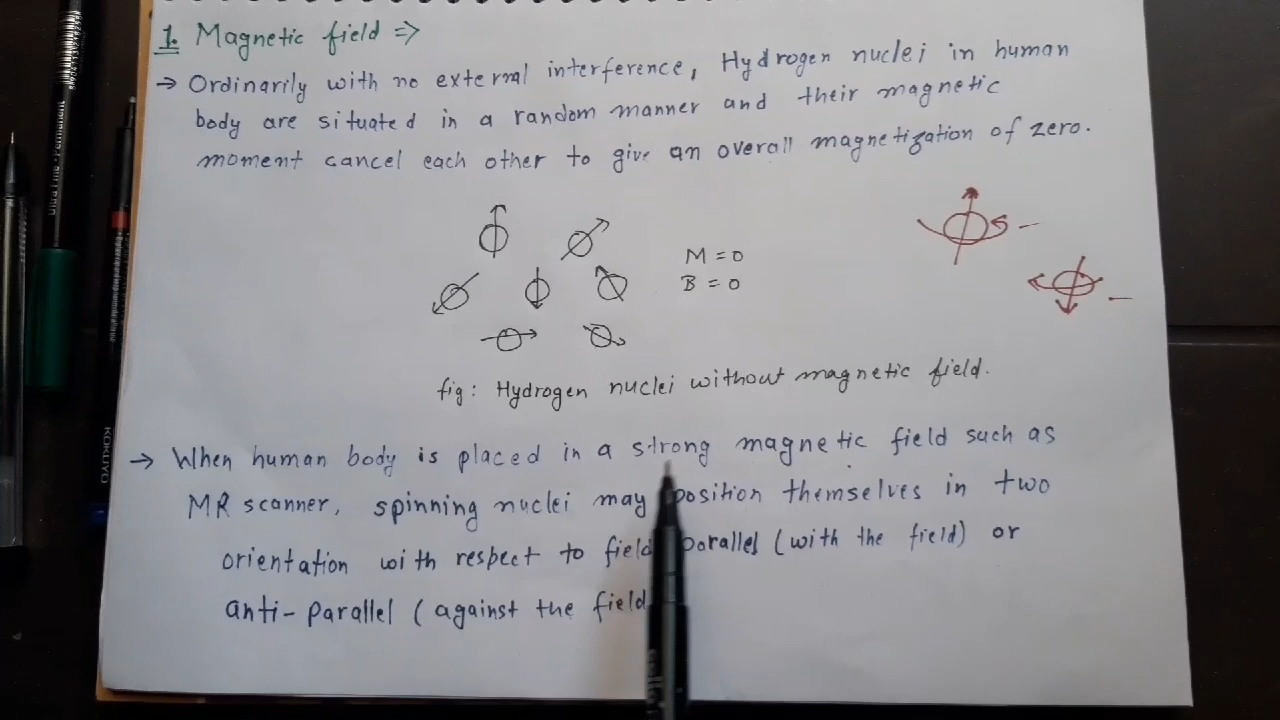 1. Magnetic field =>
→ Ordinarily with no external interference, Hydrogen nuclei in human
body are situated in a random manner and their magnetic
moment cancel each other to give an overall magnetization of zero.
M = 0
B = 0
fig: Hydrogen nuclei without magnetic field.
→ When human body is placed in a strong magnetic field such as
MR scanner, spinning nuclei may position themselves in two
orientation with respect to field parallel (with the field) or
anti-parallel (against the field
KOKUYO